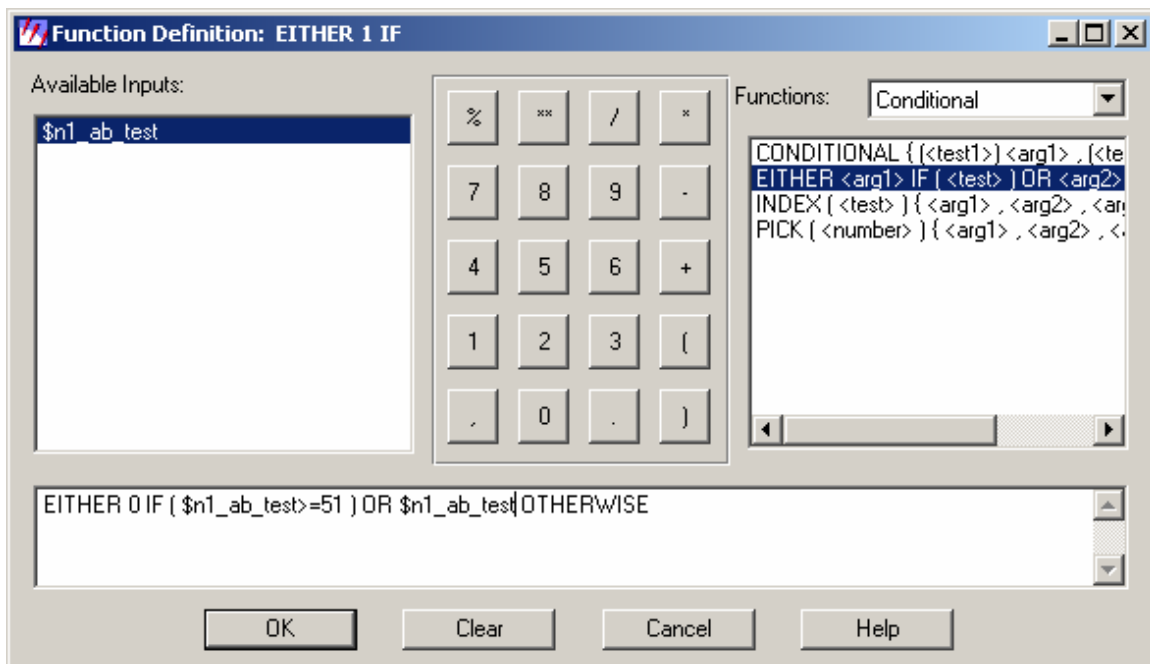 Function Definition: EITHER 1 IF
Available Inputs:
$n1_ab_test
% ** / *
7 8 9 -
4 5 6 +
1 2 3 (
, 0 . )
Functions: Conditional
CONDITIONAL { (<test1>) <arg1> , (<te
EITHER <arg1> IF ( <test> ) OR <arg2>
INDEX ( <test> ) { <arg1> , <arg2> , <arg
PICK ( <number> ) { <arg1> , <arg2> , <a
EITHER 0 IF ( $n1_ab_test>=51 ) OR $n1_ab_test OTHERWISE
OK Clear Cancel Help